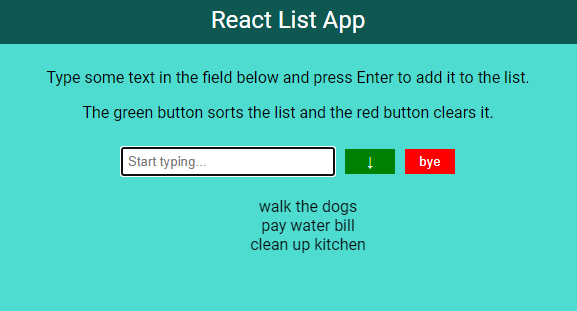 React List App
Type some text in the field below and press Enter to add it to the list.
The green button sorts the list and the red button clears it.
Start typing... ↓ bye
walk the dogs
pay water bill
clean up kitchen